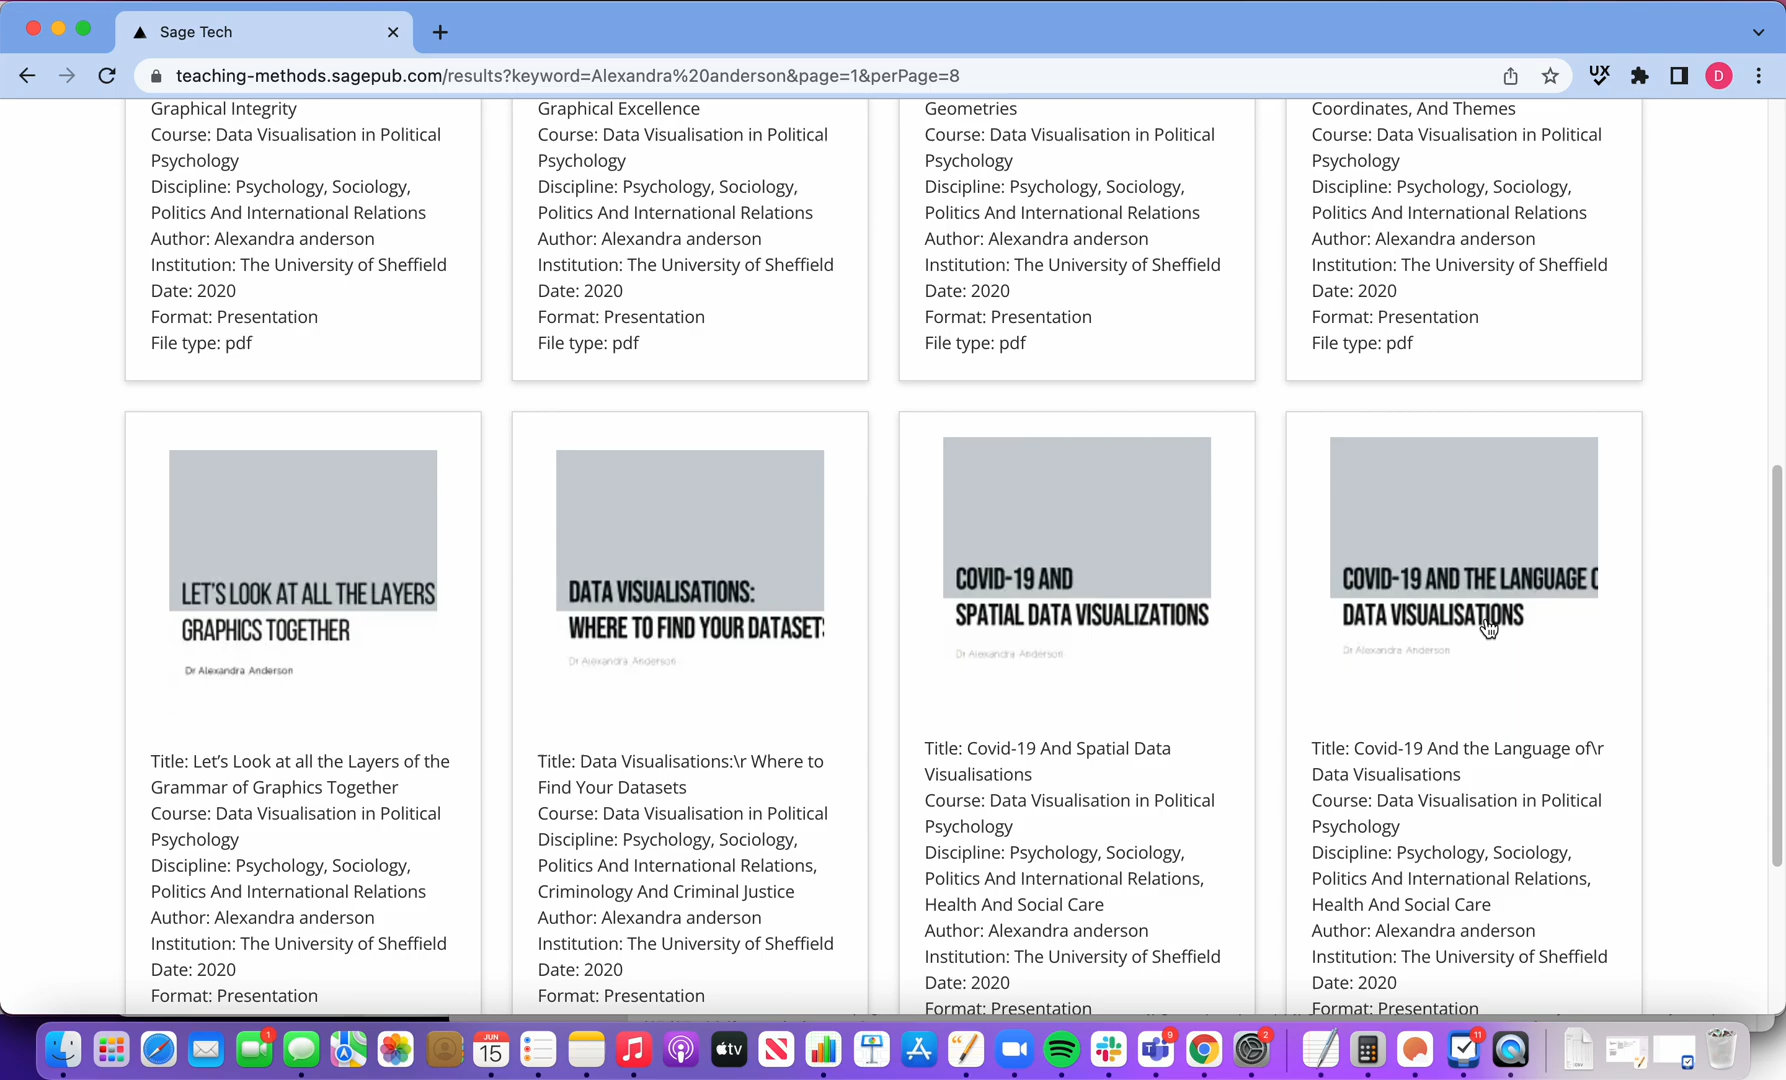 Sage Tech
teaching-methods.sagepub.com/results?keyword=Alexandra%20anderson&page=1&perPage=8
UX
D
Graphical Integrity
Course: Data Visualisation in Political
Psychology
Discipline: Psychology, Sociology,
Politics And International Relations
Author: Alexandra anderson
Institution: The University of Sheffield
Date: 2020
Format: Presentation
File type: pdf
Graphical Excellence
Course: Data Visualisation in Political
Psychology
Discipline: Psychology, Sociology,
Politics And International Relations
Author: Alexandra anderson
Institution: The University of Sheffield
Date: 2020
Format: Presentation
File type: pdf
Geometries
Course: Data Visualisation in Political
Psychology
Discipline: Psychology, Sociology,
Politics And International Relations
Author: Alexandra anderson
Institution: The University of Sheffield
Date: 2020
Format: Presentation
File type: pdf
Coordinates, And Themes
Course: Data Visualisation in Political
Psychology
Discipline: Psychology, Sociology,
Politics And International Relations
Author: Alexandra anderson
Institution: The University of Sheffield
Date: 2020
Format: Presentation
File type: pdf
LET'S LOOK AT ALL THE LAYERS
GRAPHICS TOGETHER
Dr Alexandra Anderson
Title: Let’s Look at all the Layers of the
Grammar of Graphics Together
Course: Data Visualisation in Political
Psychology
Discipline: Psychology, Sociology,
Politics And International Relations
Author: Alexandra anderson
Institution: The University of Sheffield
Date: 2020
Format: Presentation
DATA VISUALISATIONS:
WHERE TO FIND YOUR DATASETS
Dr Alexandra Anderson
Title: Data Visualisations:\r Where to
Find Your Datasets
Course: Data Visualisation in Political
Discipline: Psychology, Sociology,
Politics And International Relations,
Criminology And Criminal Justice
Author: Alexandra anderson
Institution: The University of Sheffield
Date: 2020
Format: Presentation
COVID-19 AND
SPATIAL DATA VISUALIZATIONS
Dr Alexandra Anderson
Title: Covid-19 And Spatial Data
Visualisations
Course: Data Visualisation in Political
Psychology
Discipline: Psychology, Sociology,
Politics And International Relations,
Health And Social Care
Author: Alexandra anderson
Institution: The University of Sheffield
Date: 2020
Format: Presentation
COVID-19 AND THE LANGUAGE O
DATA VISUALISATIONS
Dr Alexandra Anderson
Title: Covid-19 And the Language of\r
Data Visualisations
Course: Data Visualisation in Political
Psychology
Discipline: Psychology, Sociology,
Politics And International Relations,
Health And Social Care
Author: Alexandra anderson
Institution: The University of Sheffield
Date: 2020
Format: Presentation
1
JUN
15
tv
9
2
11